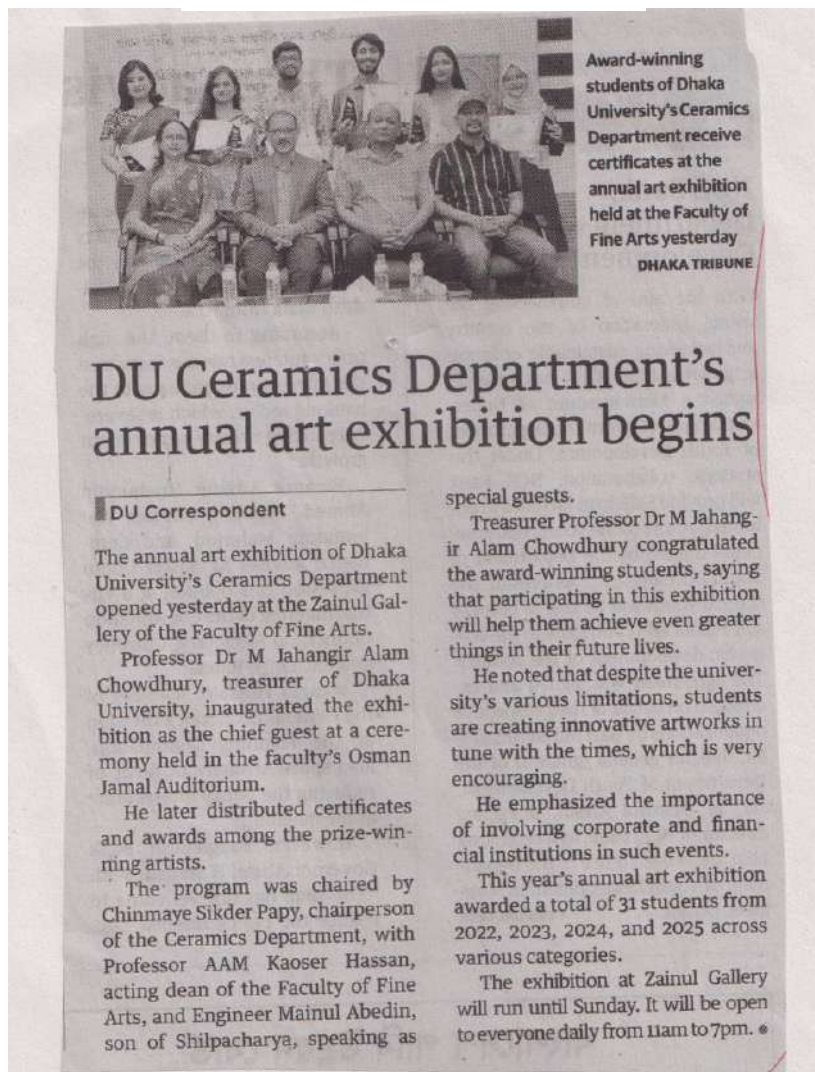 Award-winning
students of Dhaka
University's Ceramics
Department receive
certificates at the
annual art exhibition
held at the Faculty of
Fine Arts yesterday
DHAKA TRIBUNE
DU Ceramics Department's
annual art exhibition begins
DU Correspondent
The annual art exhibition of Dhaka
University's Ceramics Department
opened yesterday at the Zainul Gal-
lery of the Faculty of Fine Arts.
Professor Dr M Jahangir Alam
Chowdhury, treasurer of Dhaka
University, inaugurated the exhi-
bition as the chief guest at a cere-
mony held in the faculty's Osman
Jamal Auditorium.
He later distributed certificates
and awards among the prize-win-
ning artists.
The program was chaired by
Chinmaye Sikder Papy, chairperson
of the Ceramics Department, with
Professor AAM Kaoser Hassan,
acting dean of the Faculty of Fine
Arts, and Engineer Mainul Abedin,
son of Shilpacharya, speaking as
special guests.
Treasurer Professor Dr M Jahang-
ir Alam Chowdhury congratulated
the award-winning students, saying
that participating in this exhibition
will help them achieve even greater
things in their future lives.
He noted that despite the univer-
sity's various limitations, students
are creating innovative artworks in
tune with the times, which is very
encouraging.
He emphasized the importance
of involving corporate and finan-
cial institutions in such events.
This year's annual art exhibition
awarded a total of 31 students from
2022, 2023, 2024, and 2025 across
various categories.
The exhibition at Zainul Gallery
will run until Sunday. It will be open
to everyone daily from 11am to 7pm.